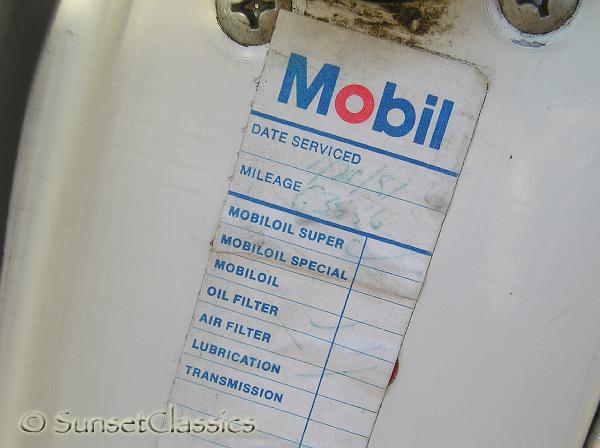 Mobil
DATE SERVICED
MILEAGE
MOBILOIL SUPER
MOBILOIL SPECIAL
MOBILOIL
OIL FILTER
AIR FILTER
LUBRICATION
TRANSMISSION
© SunsetClassics